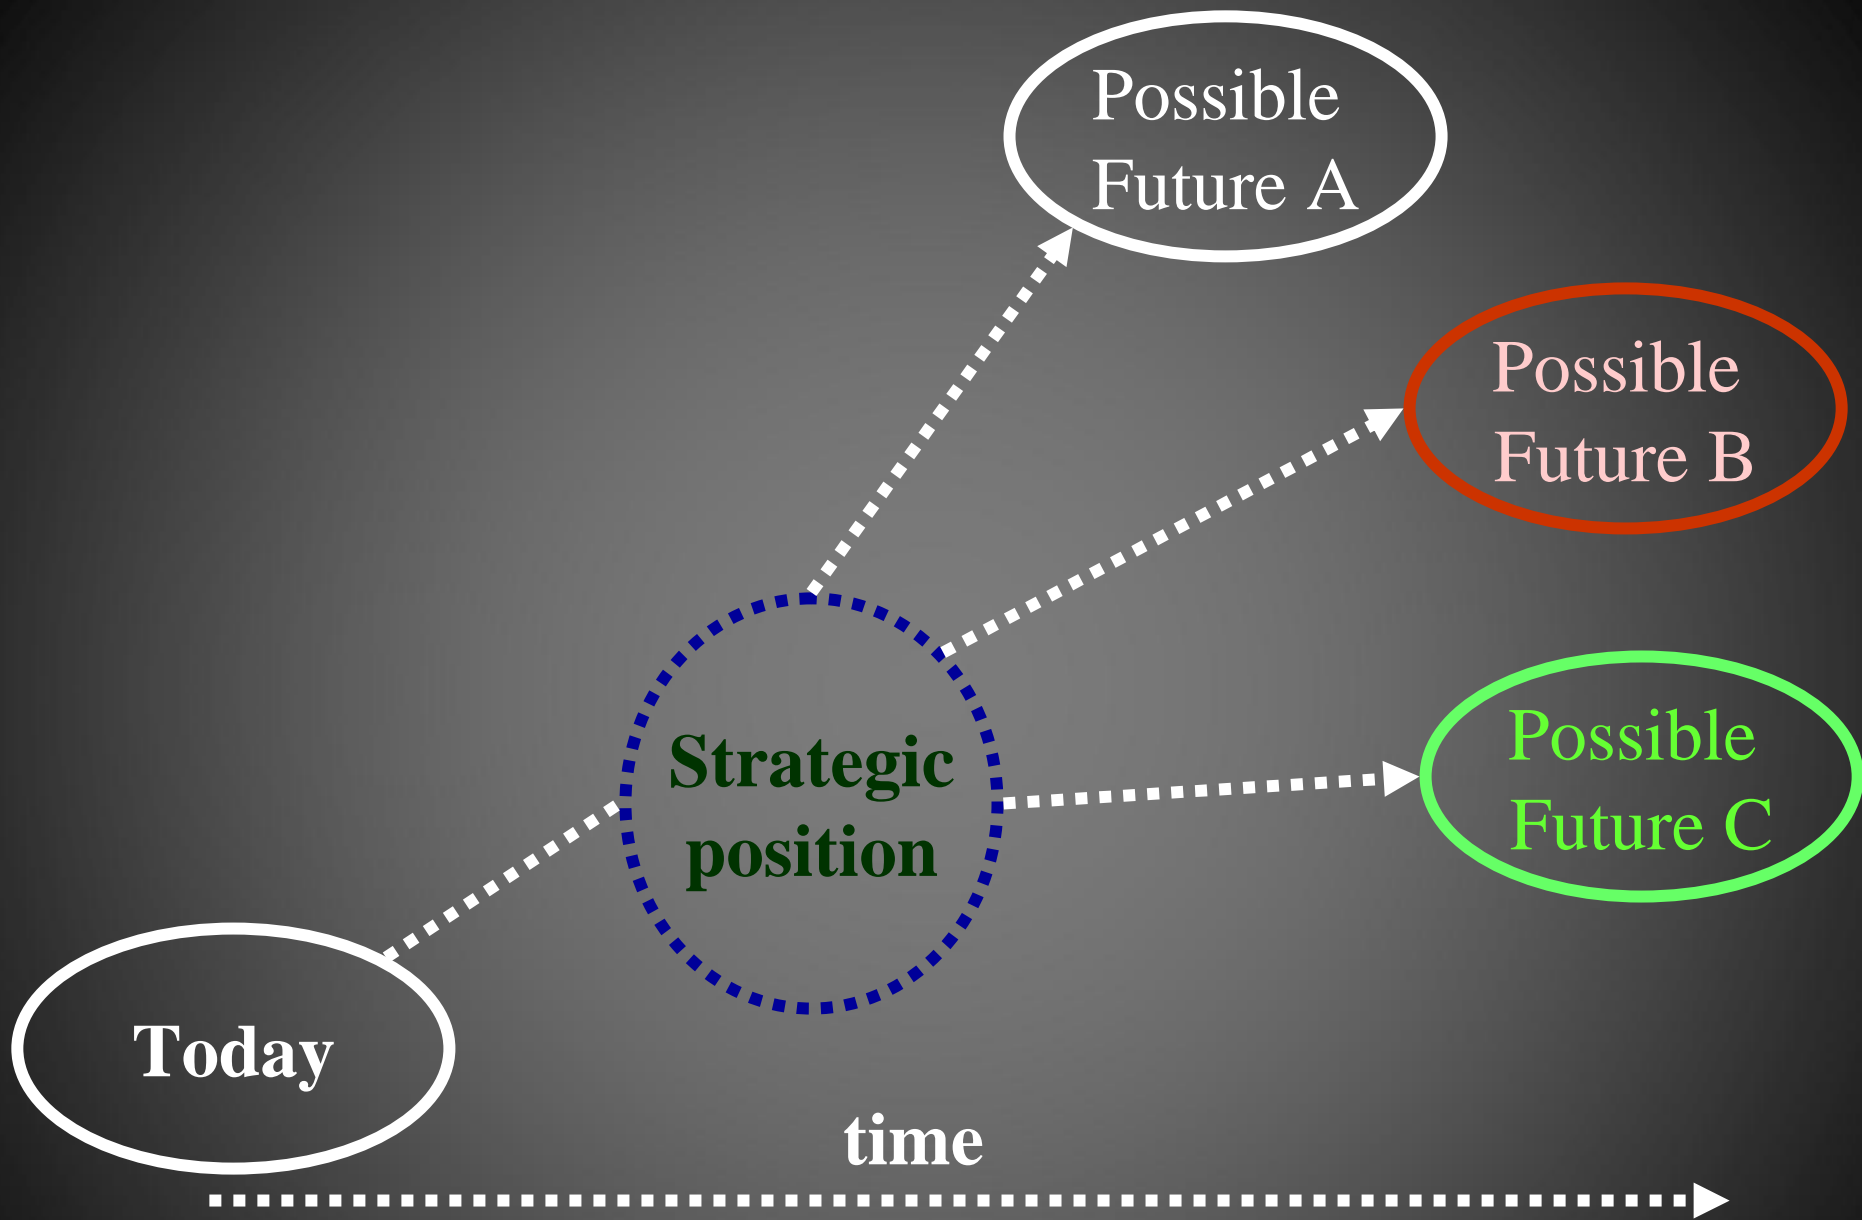 Possible
Future A
Possible
Future B
Possible
Future C
Strategic
position
Today
time